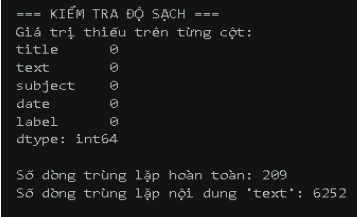 === KIỂM TRA ĐỘ SẠCH ===
Giá trị thiếu trên từng cột:
title 0
text 0
subject 0
date 0
label 0
dtype: int64
Số dòng trùng lặp hoàn toàn: 209
Số dòng trùng lặp nội dung 'text': 6252